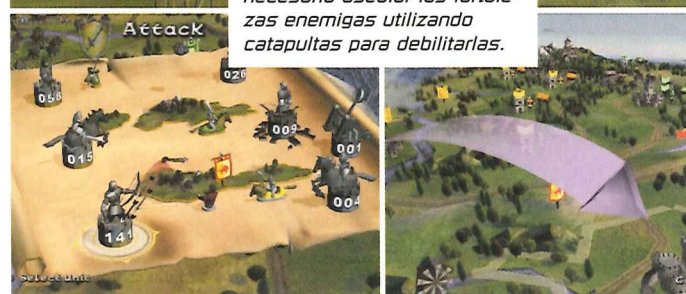 necesario asediar las fortale-
zas enemigas utilizando
catapultas para debilitarlas.
Attack
026
058
009
015
001
004
141
Select Unit